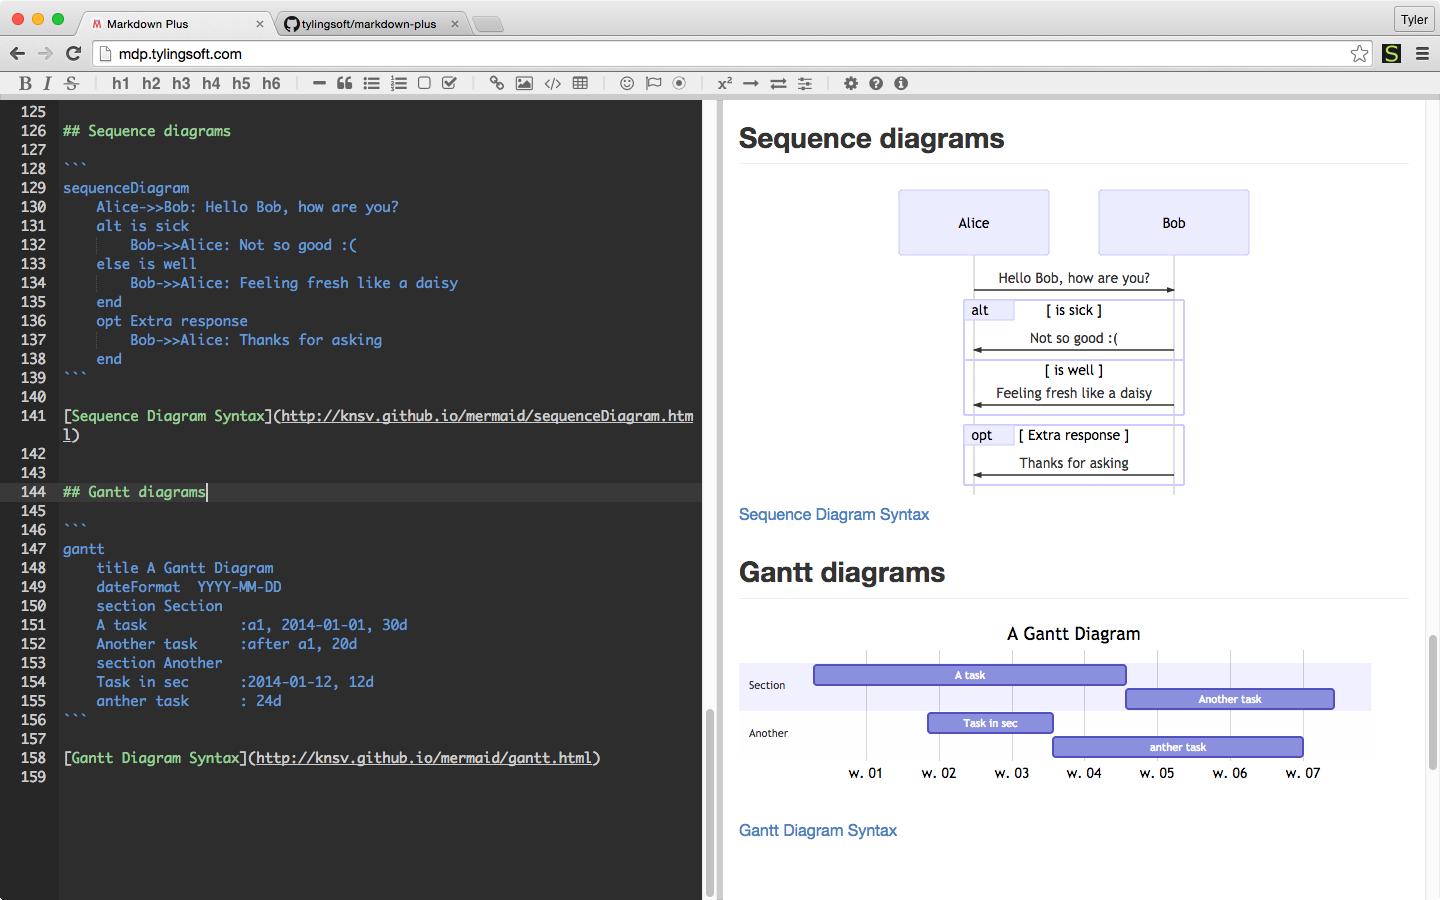 Markdown Plus
tylingsoft/markdown-plus
Tyler
mdp.tylingsoft.com
B I S h1 h2 h3 h4 h5 h6 x²
125
126 ## Sequence diagrams
127
128 ```
129 sequenceDiagram
130 Alice->>Bob: Hello Bob, how are you?
131 alt is sick
132 Bob->>Alice: Not so good :(
133 else is well
134 Bob->>Alice: Feeling fresh like a daisy
135 end
136 opt Extra response
137 Bob->>Alice: Thanks for asking
138 end
139 ```
140
141 [Sequence Diagram Syntax](http://knsv.github.io/mermaid/sequenceDiagram.htm
l)
142
143
144 ## Gantt diagrams
145
146 ```
147 gantt
148 title A Gantt Diagram
149 dateFormat  YYYY-MM-DD
150 section Section
151 A task :a1, 2014-01-01, 30d
152 Another task :after a1, 20d
153 section Another
154 Task in sec :2014-01-12, 12d
155 anther task : 24d
156 ```
157
158 [Gantt Diagram Syntax](http://knsv.github.io/mermaid/gantt.html)
159
Sequence diagrams
Alice Bob
Hello Bob, how are you?
alt [ is sick ]
Not so good :(
[ is well ]
Feeling fresh like a daisy
opt [ Extra response ]
Thanks for asking
Sequence Diagram Syntax
Gantt diagrams
A Gantt Diagram
A task
Section
Another task
Task in sec
Another
anther task
w. 01 w. 02 w. 03 w. 04 w. 05 w. 06 w. 07
Gantt Diagram Syntax